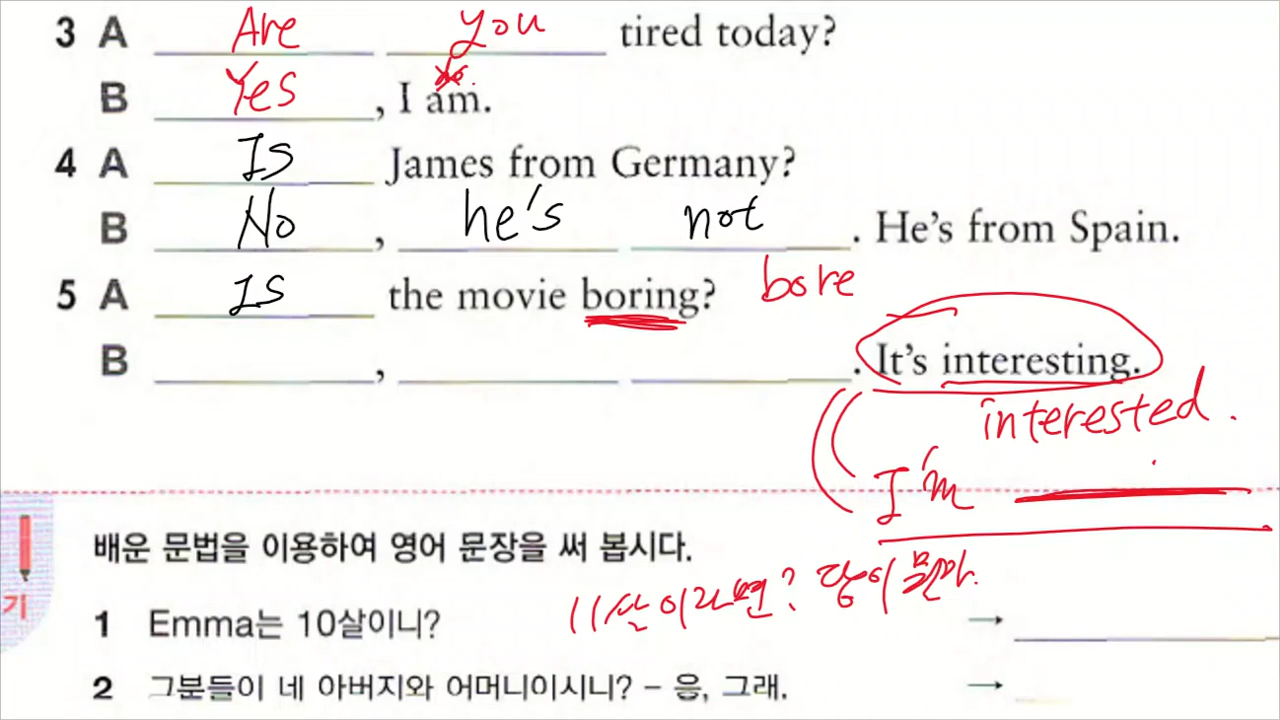 3 A Are you tired today?
B Yes, I am.
4 A Is James from Germany?
B No, he's not. He's from Spain.
5 A Is the movie boring? bore
B , . It's interesting.
interested.
I'm
배운 문법을 이용하여 영어 문장을 써 봅시다.
기
11살이라면?
1 Emma는 10살이니? →
2 그분들이 네 아버지와 어머니이시니? – 응, 그래. →